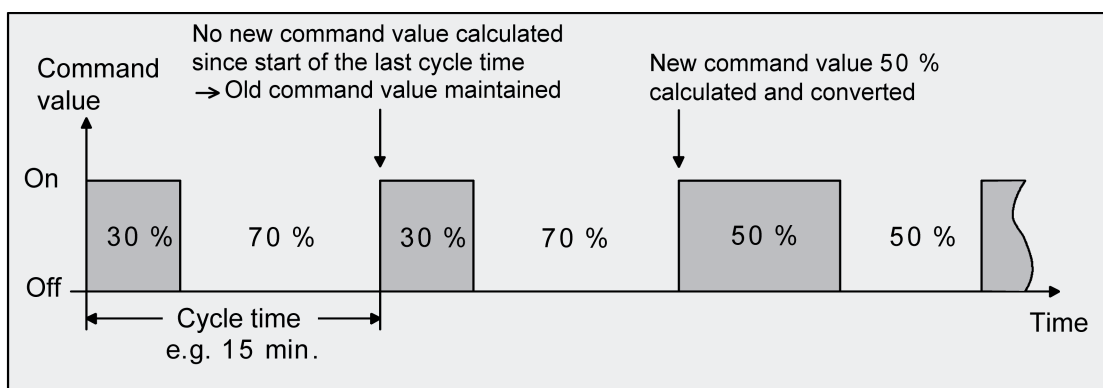 No new command value calculated
since start of the last cycle time
→ Old command value maintained
New command value 50 %
calculated and converted
Command
value
On
30 %
70 %
30 %
70 %
50 %
50 %
Off
Cycle time
e.g. 15 min.
Time